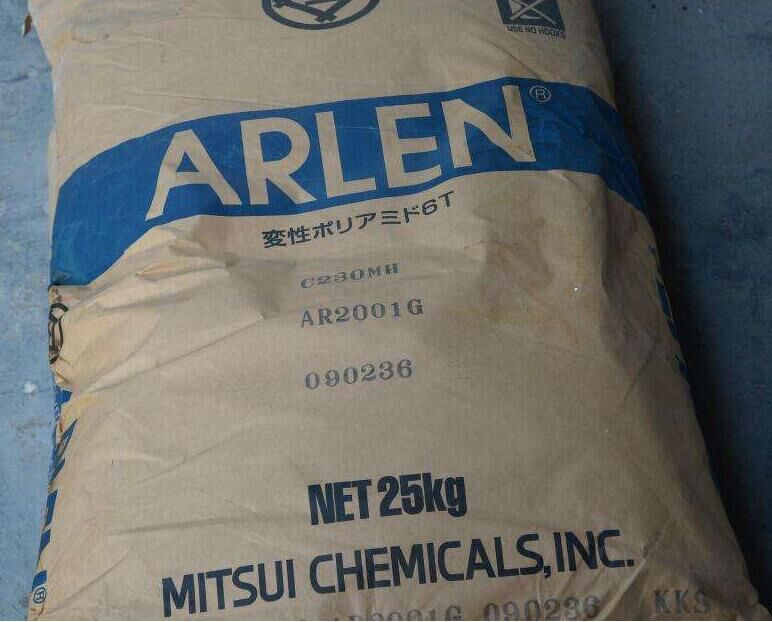 USE NO HOOKS
ARLEN®
変性ポリアミド6T
C230MH
AR2001G
090236
NET 25kg
MITSUI CHEMICALS, INC.
AR2001G 090236 KKS